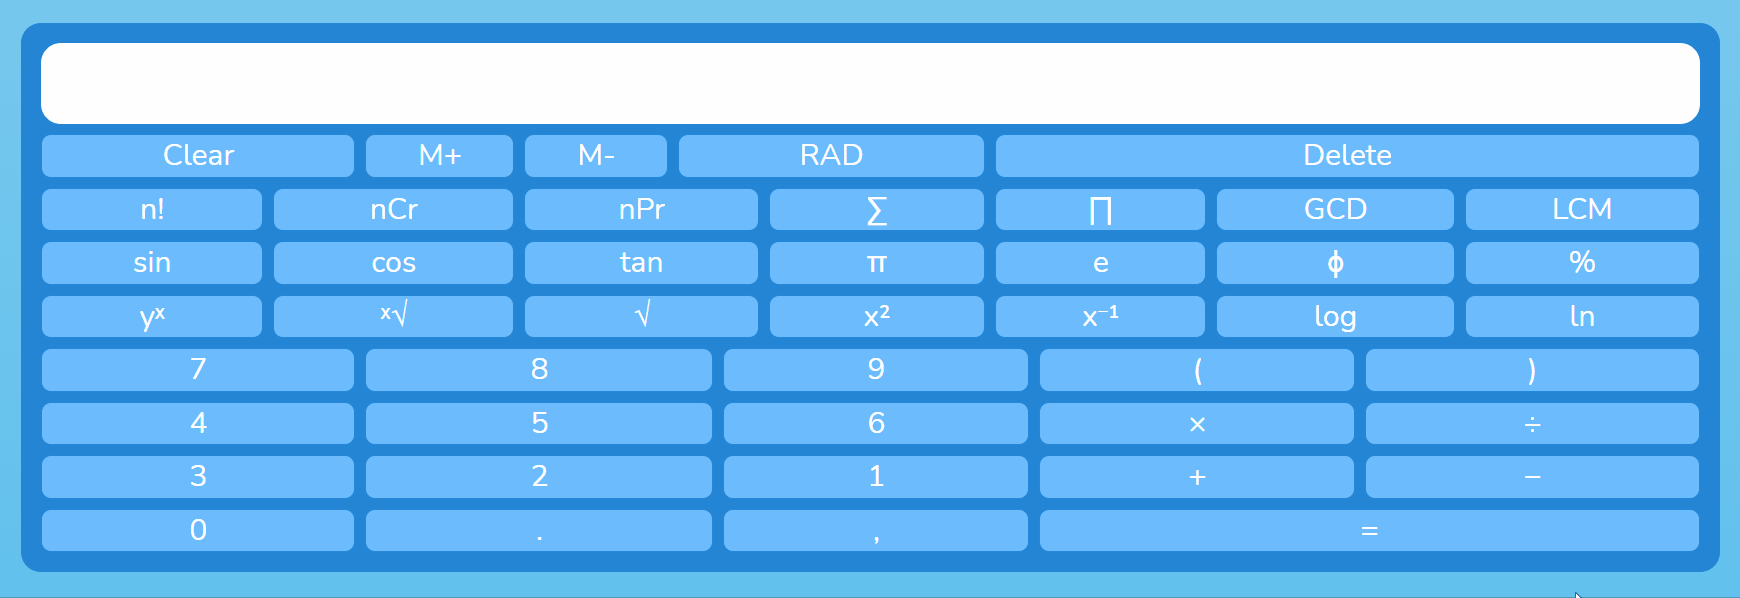 Clear M+ M- RAD Delete
n! nCr nPr ∑ ∏ GCD LCM
sin cos tan π e ϕ %
yˣ ˣ√ √ x² x⁻¹ log ln
7 8 9 ( )
4 5 6 × ÷
3 2 1 + −
0 . , =